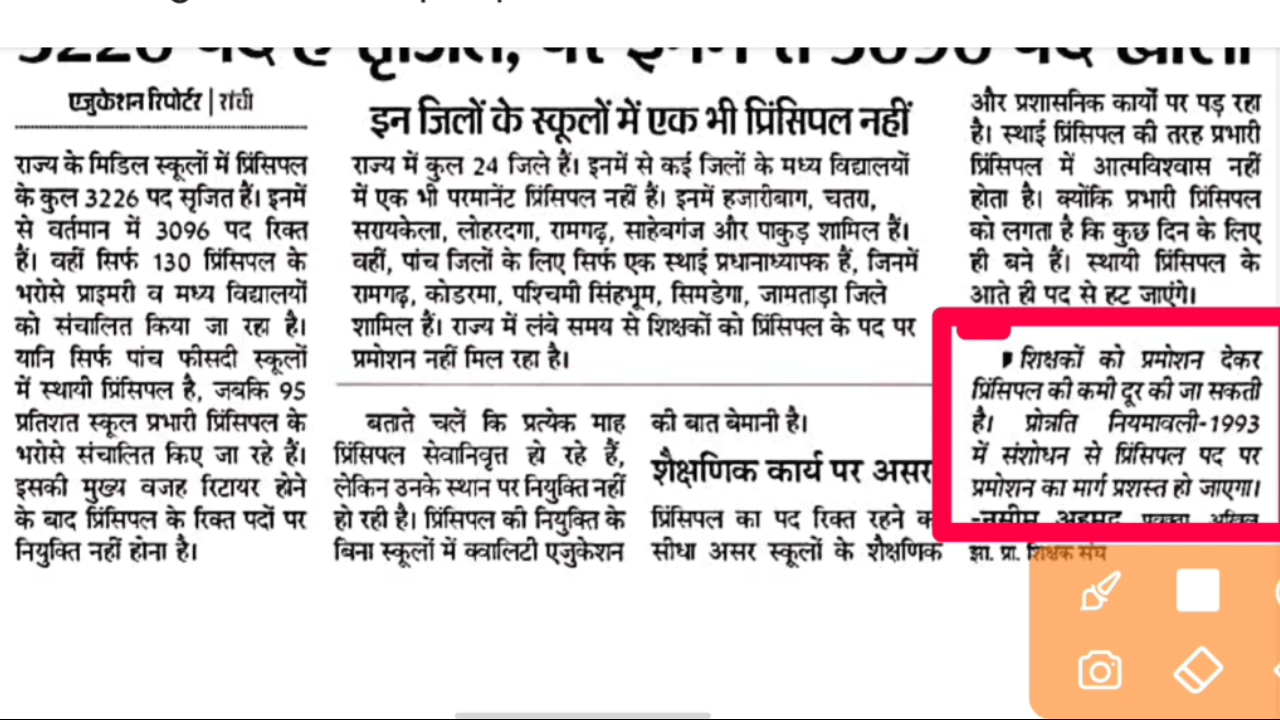 एजुकेशन रिपोर्टर | रांची
राज्य के मिडिल स्कूलों में प्रिंसिपल
के कुल 3226 पद सृजित हैं। इनमें
से वर्तमान में 3096 पद रिक्त
हैं। वहीं सिर्फ 130 प्रिंसिपल के
भरोसे प्राइमरी व मध्य विद्यालयों
को संचालित किया जा रहा है।
यानि सिर्फ पांच फीसदी स्कूलों
में स्थायी प्रिंसिपल है, जबकि 95
प्रतिशत स्कूल प्रभारी प्रिंसिपल के
भरोसे संचालित किए जा रहे हैं।
इसकी मुख्य वजह रिटायर होने
के बाद प्रिंसिपल के रिक्त पदों पर
नियुक्ति नहीं होना है।
इन जिलों के स्कूलों में एक भी प्रिंसिपल नहीं
राज्य में कुल 24 जिले हैं। इनमें से कई जिलों के मध्य विद्यालयों
में एक भी परमानेंट प्रिंसिपल नहीं हैं। इनमें हजारीबाग, चतरा,
सरायकेला, लोहरदगा, रामगढ़, साहेबगंज और पाकुड़ शामिल हैं।
वहीं, पांच जिलों के लिए सिर्फ एक स्थाई प्रधानाध्यापक हैं, जिनमें
रामगढ़, कोडरमा, पश्चिमी सिंहभूम, सिमडेगा, जामताड़ा जिले
शामिल हैं। राज्य में लंबे समय से शिक्षकों को प्रिंसिपल के पद पर
प्रमोशन नहीं मिल रहा है।
बताते चलें कि प्रत्येक माह
प्रिंसिपल सेवानिवृत्त हो रहे हैं,
लेकिन उनके स्थान पर नियुक्ति नहीं
हो रही है। प्रिंसिपल की नियुक्ति के
बिना स्कूलों में क्वालिटी एजुकेशन
की बात बेमानी है।
शैक्षणिक कार्य पर असर
प्रिंसिपल का पद रिक्त रहने
सीधा असर स्कूलों के शैक्षणिक
और प्रशासनिक कार्यों पर पड़ रहा
है। स्थाई प्रिंसिपल की तरह प्रभारी
प्रिंसिपल में आत्मविश्वास नहीं
होता है। क्योंकि प्रभारी प्रिंसिपल
को लगता है कि कुछ दिन के लिए
ही बने हैं। स्थायी प्रिंसिपल के
आते ही पद से हट जाएंगे।
शिक्षकों को प्रमोशन देकर
प्रिंसिपल की कमी दूर की जा सकती
है। प्रोन्नति नियमावली-1993
में संशोधन से प्रिंसिपल पद पर
प्रमोशन का मार्ग प्रशस्त हो जाएगा।
-नसीम अहमद
झा. प्रा. शिक्षक संघ